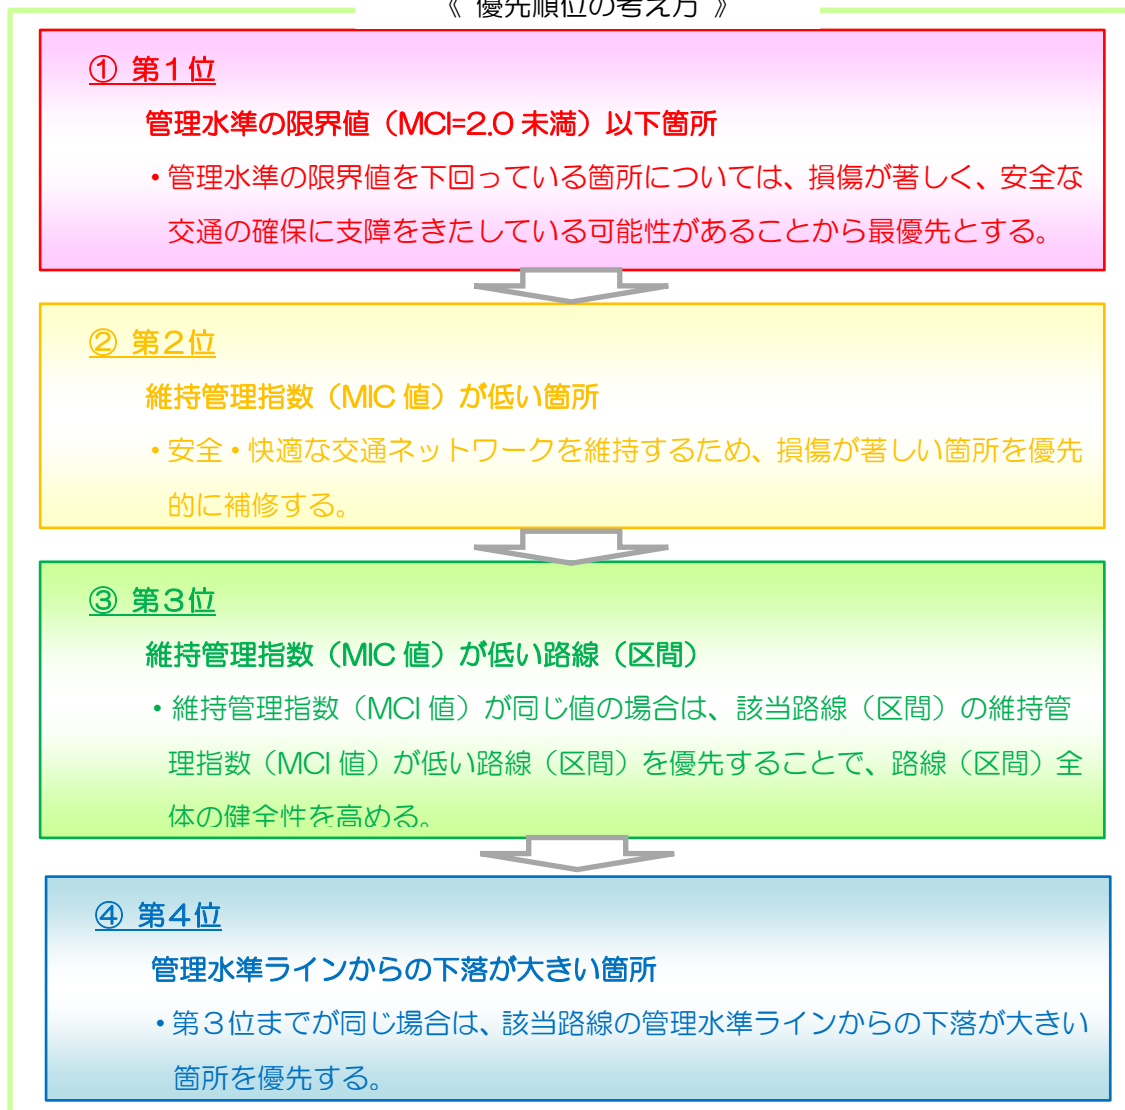 《 優先順位の考え方 》
① 第１位
管理水準の限界値（MCI=2.0 未満）以下箇所
・管理水準の限界値を下回っている箇所については、損傷が著しく、安全な
交通の確保に支障をきたしている可能性があることから最優先とする。
② 第２位
維持管理指数（MIC 値）が低い箇所
・安全・快適な交通ネットワークを維持するため、損傷が著しい箇所を優先
的に補修する。
③ 第３位
維持管理指数（MIC 値）が低い路線（区間）
・維持管理指数（MCI 値）が同じ値の場合は、該当路線（区間）の維持管
理指数（MCI 値）が低い路線（区間）を優先することで、路線（区間）全
体の健全性を高める。
④ 第４位
管理水準ラインからの下落が大きい箇所
・第３位までが同じ場合は、該当路線の管理水準ラインからの下落が大きい
箇所を優先する。